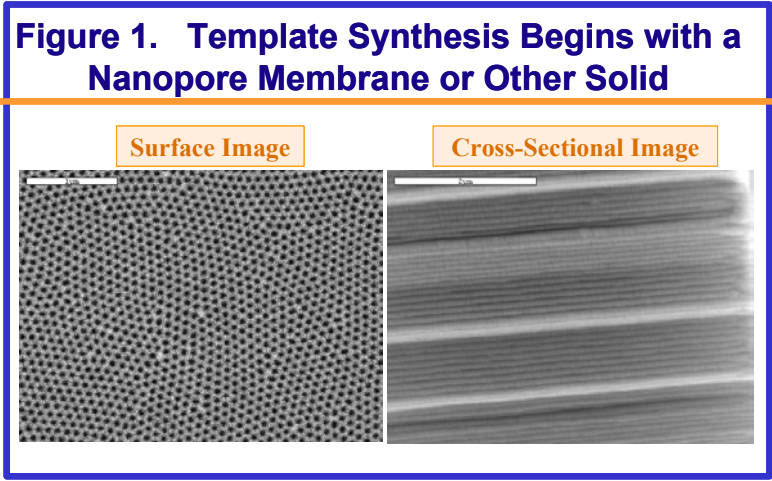 Figure 1. Template Synthesis Begins with a
Nanopore Membrane or Other Solid
Surface Image
Cross-Sectional Image